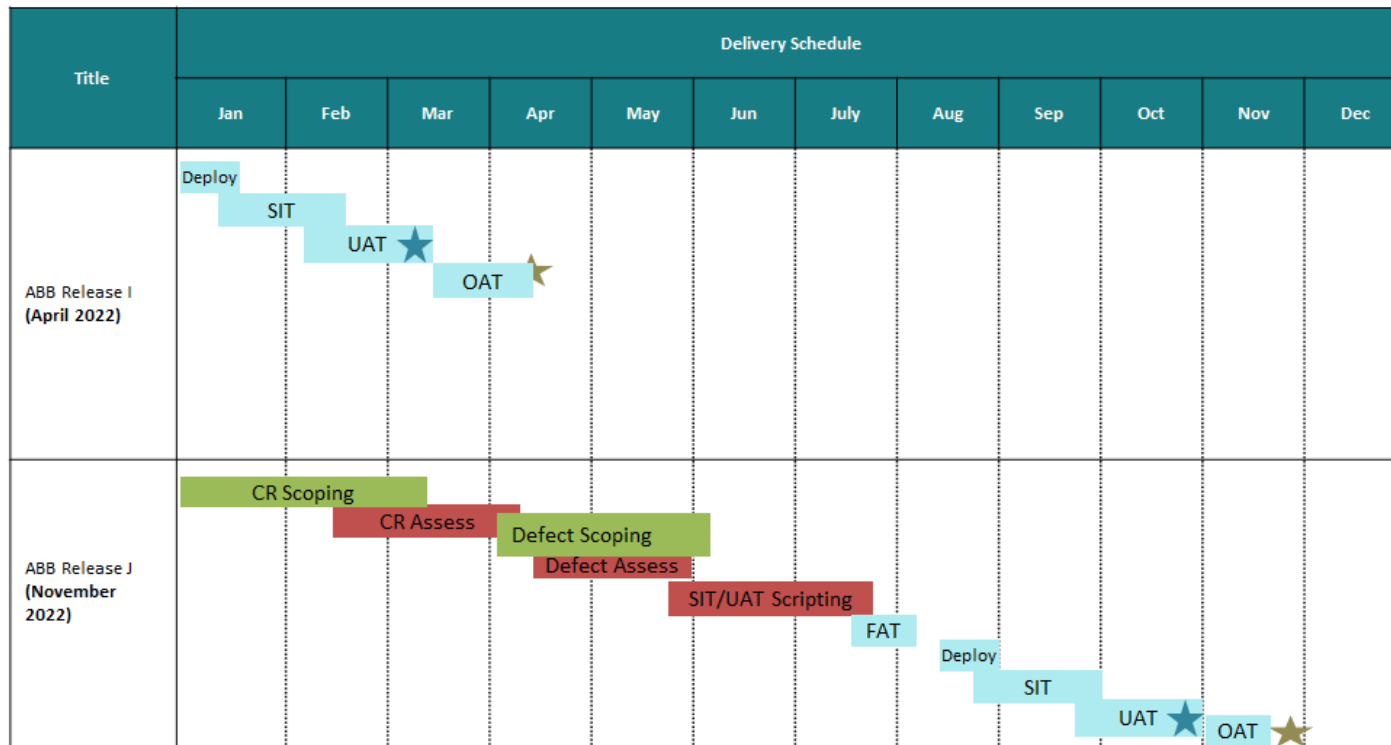 Title
Delivery Schedule
Jan Feb Mar Apr May Jun July Aug Sep Oct Nov Dec
ABB Release I
(April 2022)
Deploy
SIT
UAT
OAT
ABB Release J
(November
2022)
CR Scoping
CR Assess
Defect Scoping
Defect Assess
SIT/UAT Scripting
FAT
Deploy
SIT
UAT
OAT